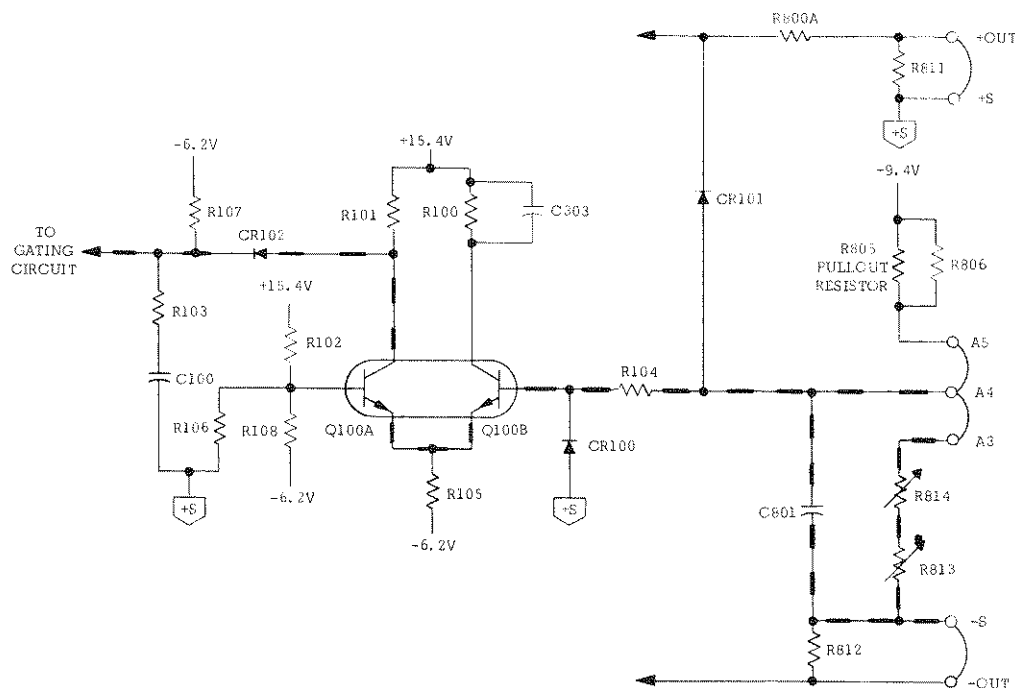 R800A
+OUT
R811
+S
+S
-9.4V
+15.4V
-6.2V
R107
R101
R100
C303
CR101
TO
GATING
CIRCUIT
CR102
R805
PULLOUT
RESISTOR
R806
+15.4V
R103
R102
A5
C100
R104
A4
R106
R108
Q100A
Q100B
CR100
A3
-6.2V
R105
+S
+S
C801
R814
-6.2V
R813
-S
R812
-OUT